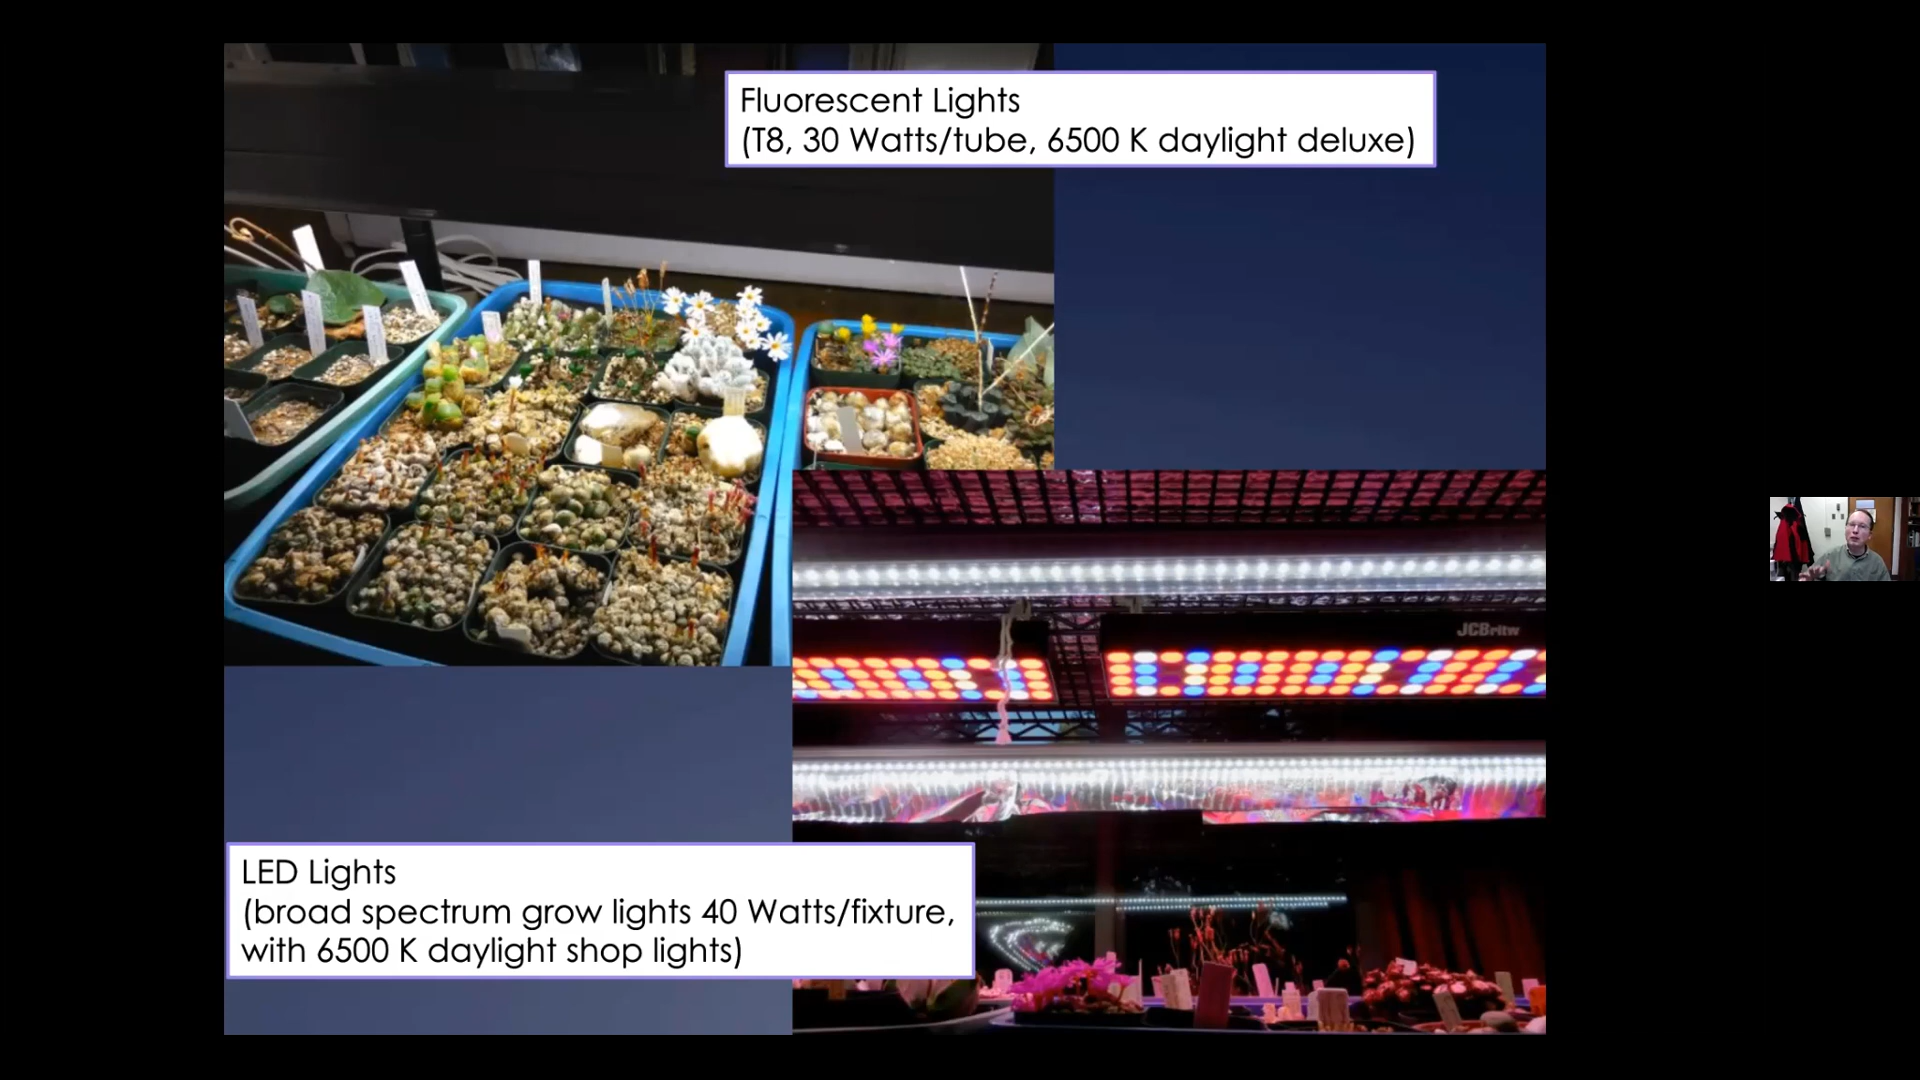 Fluorescent Lights
(T8, 30 Watts/tube, 6500 K daylight deluxe)
JCBritw
LED Lights
(broad spectrum grow lights 40 Watts/fixture,
with 6500 K daylight shop lights)